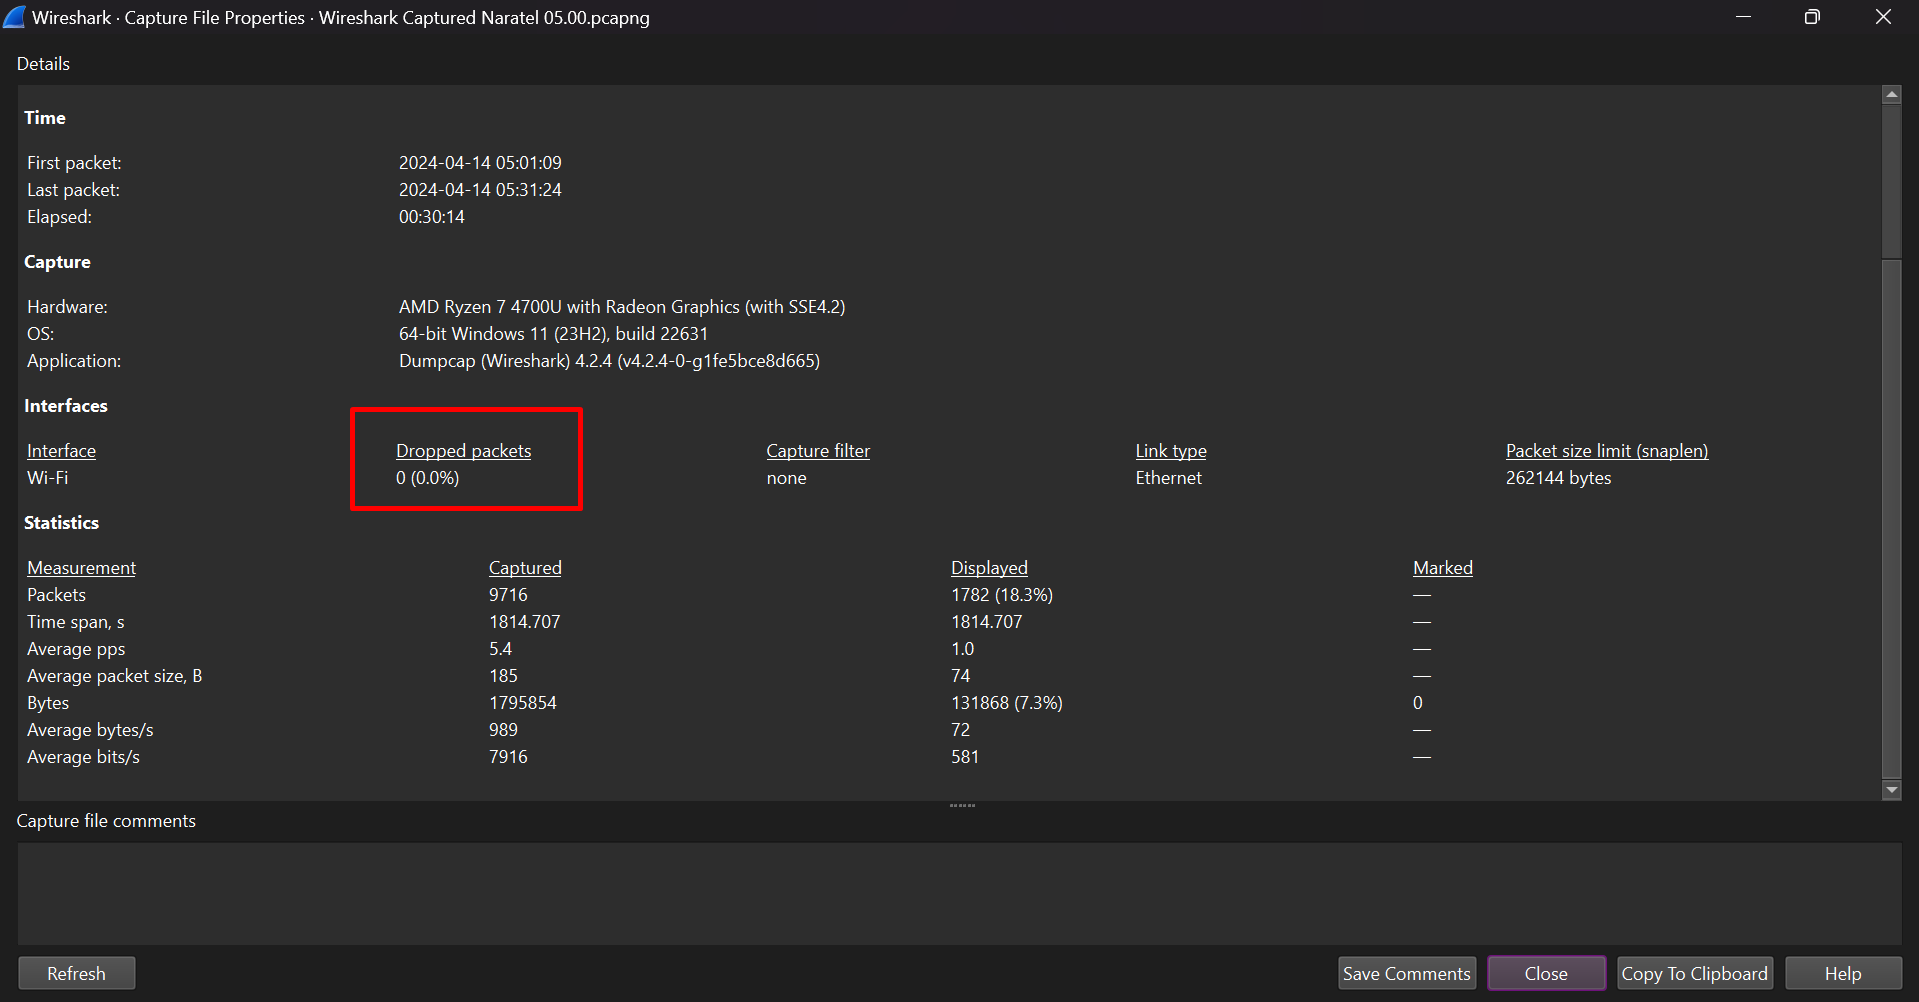 Wireshark · Capture File Properties · Wireshark Captured Naratel 05.00.pcapng
Details
Time
First packet: 2024-04-14 05:01:09
Last packet: 2024-04-14 05:31:24
Elapsed: 00:30:14
Capture
Hardware: AMD Ryzen 7 4700U with Radeon Graphics (with SSE4.2)
OS: 64-bit Windows 11 (23H2), build 22631
Application: Dumpcap (Wireshark) 4.2.4 (v4.2.4-0-g1fe5bce8d665)
Interfaces
Interface Dropped packets Capture filter Link type Packet size limit (snaplen)
Wi-Fi 0 (0.0%) none Ethernet 262144 bytes
Statistics
Measurement Captured Displayed Marked
Packets 9716 1782 (18.3%) —
Time span, s 1814.707 1814.707 —
Average pps 5.4 1.0 —
Average packet size, B 185 74 —
Bytes 1795854 131868 (7.3%) 0
Average bytes/s 989 72 —
Average bits/s 7916 581 —
Capture file comments
Refresh Save Comments Close Copy To Clipboard Help